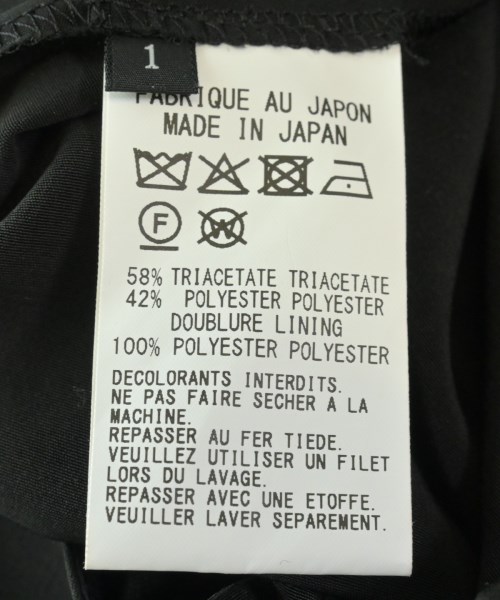 1
FABRIQUE AU JAPON
MADE IN JAPAN
F W
58% TRIACETATE TRIACETATE
42% POLYESTER POLYESTER
DOUBLURE LINING
100% POLYESTER POLYESTER
DECOLORANTS INTERDITS.
NE PAS FAIRE SECHER A LA
MACHINE.
REPASSER AU FER TIEDE.
VEUILLEZ UTILISER UN FILET
LORS DU LAVAGE.
REPASSER AVEC UNE ETOFFE.
VEUILLER LAVER SEPAREMENT.